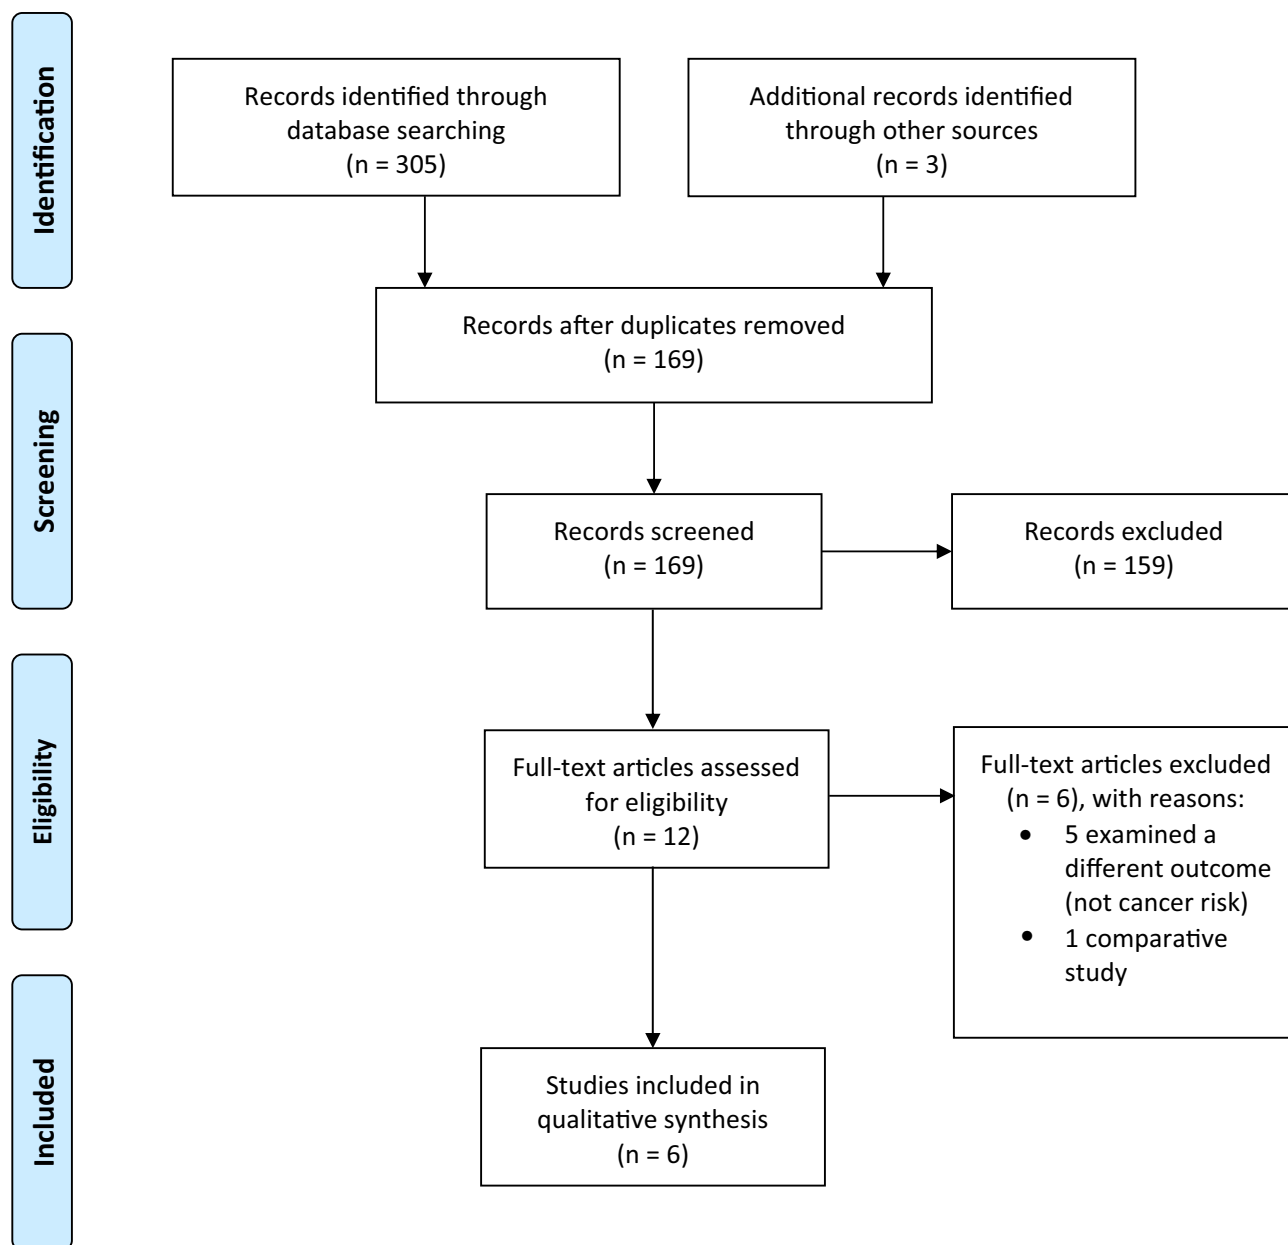 Identification
Records identified through
database searching
(n = 305)
Additional records identified
through other sources
(n = 3)
Records after duplicates removed
(n = 169)
Screening
Records screened
(n = 169)
Records excluded
(n = 159)
Eligibility
Full-text articles assessed
for eligibility
(n = 12)
Full-text articles excluded
(n = 6), with reasons:
• 5 examined a
different outcome
(not cancer risk)
• 1 comparative
study
Included
Studies included in
qualitative synthesis
(n = 6)